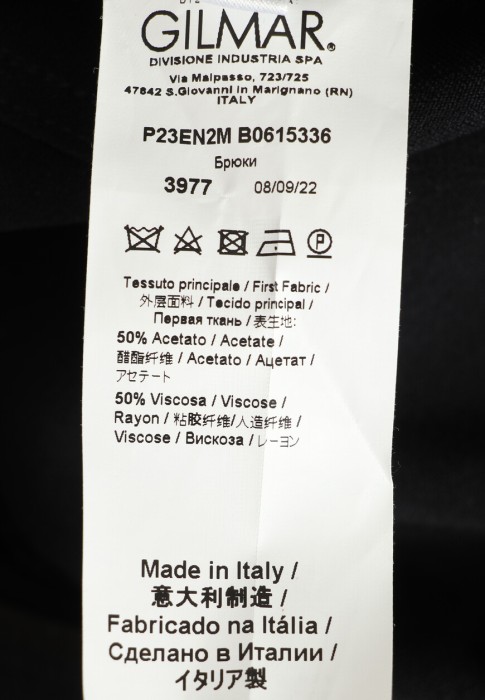 GILMAR®
DIVISIONE INDUSTRIA SPA
Via Malpasso, 723/725
47842 S.Giovanni in Marignano (RN)
ITALY
P23EN2M B0615336
Брюки
3977 08/09/22
P
Tessuto principale / First Fabric /
外层面料 / Tecido principal /
Первая ткань / 表生地:
50% Acetato / Acetate /
醋酯纤维 / Acetato / Ацетат /
アセテート
50% Viscosa / Viscose /
Rayon / 粘胶纤维/人造纤维 /
Viscose / Вискоза / レーヨン
Made in Italy /
意大利制造 /
Fabricado na Itália /
Сделано в Италии /
イタリア製